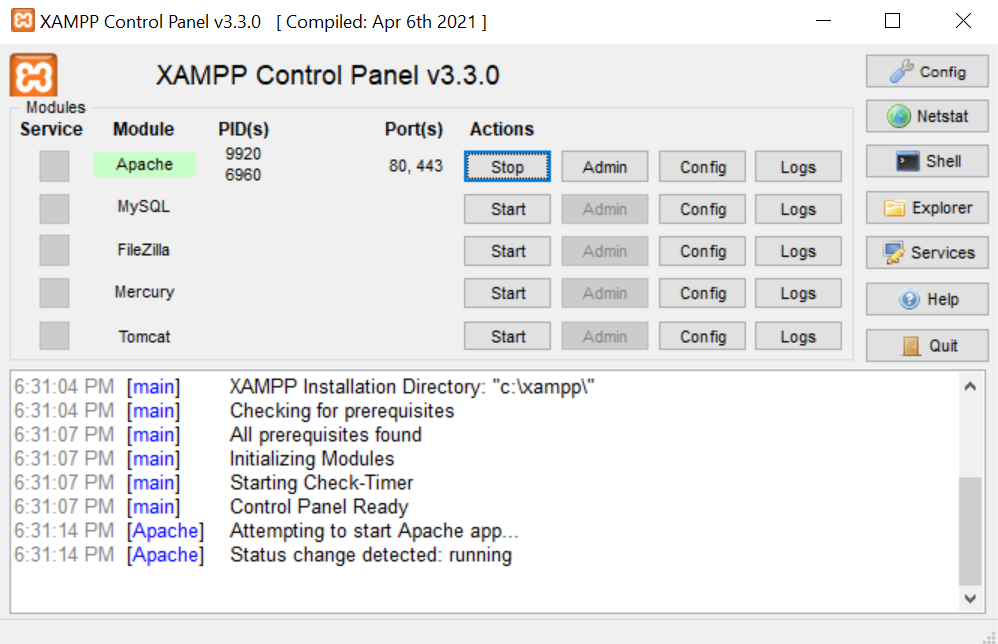 XAMPP Control Panel v3.3.0 [ Compiled: Apr 6th 2021 ]
XAMPP Control Panel v3.3.0
Config
Modules
Service Module PID(s) Port(s) Actions
Netstat
Apache 9920 6960 80, 443 Stop Admin Config Logs
Shell
MySQL Start Admin Config Logs
Explorer
FileZilla Start Admin Config Logs
Services
Mercury Start Admin Config Logs
Help
Tomcat Start Admin Config Logs
Quit
6:31:04 PM [main] XAMPP Installation Directory: "c:\xampp\"
6:31:04 PM [main] Checking for prerequisites
6:31:07 PM [main] All prerequisites found
6:31:07 PM [main] Initializing Modules
6:31:07 PM [main] Starting Check-Timer
6:31:07 PM [main] Control Panel Ready
6:31:14 PM [Apache] Attempting to start Apache app...
6:31:14 PM [Apache] Status change detected: running